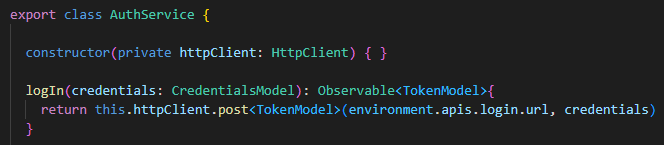 export class AuthService {
constructor(private httpClient: HttpClient) { }
logIn(credentials: CredentialsModel): Observable<TokenModel>{
return this.httpClient.post<TokenModel>(environment.apis.login.url, credentials)
}